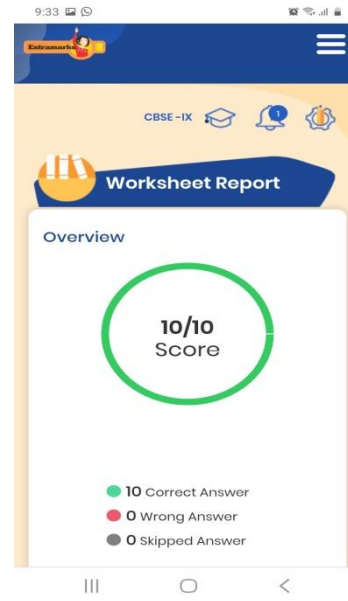 9:33
Extramarks
CBSE-IX
1
Worksheet Report
Overview
10/10
Score
10 Correct Answer
0 Wrong Answer
0 Skipped Answer